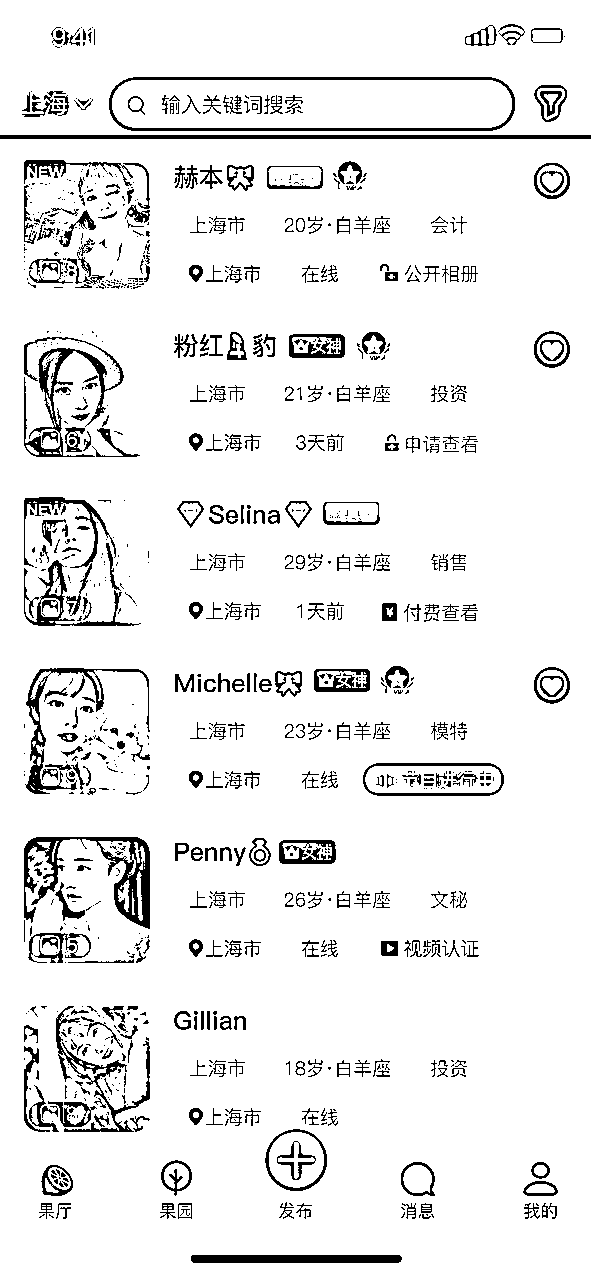 9:41
上海
输入关键词搜索
NEW
赫本
上海市 20岁·白羊座 会计
上海市 在线 公开相册
粉红 豹 女神
上海市 21岁·白羊座 投资
6 上海市 3天前 申请查看
NEW
Selina
上海市 29岁·白羊座 销售
7 上海市 1天前 付费查看
Michelle 女神
上海市 23岁·白羊座 模特
9 上海市 在线 节目进行中
Penny 女神
上海市 26岁·白羊座 文秘
5 上海市 在线 视频认证
Gillian
上海市 18岁·白羊座 投资
上海市 在线
果厅 果园 发布 消息 我的